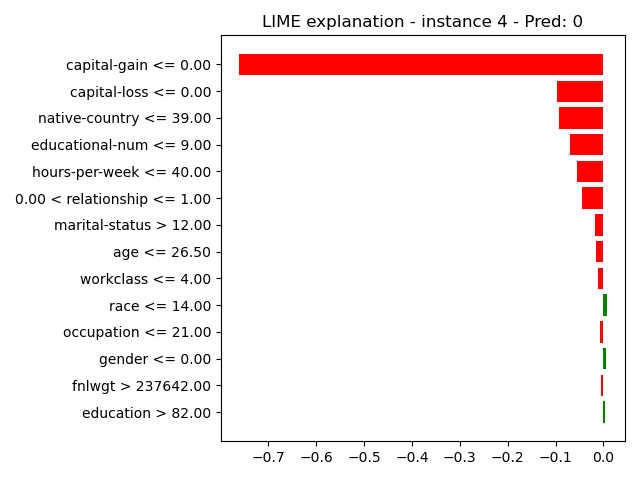 LIME explanation - instance 4 - Pred: 0
capital-gain <= 0.00
capital-loss <= 0.00
native-country <= 39.00
educational-num <= 9.00
hours-per-week <= 40.00
0.00 < relationship <= 1.00
marital-status > 12.00
age <= 26.50
workclass <= 4.00
race <= 14.00
occupation <= 21.00
gender <= 0.00
fnlwgt > 237642.00
education > 82.00
−0.7 −0.6 −0.5 −0.4 −0.3 −0.2 −0.1 0.0